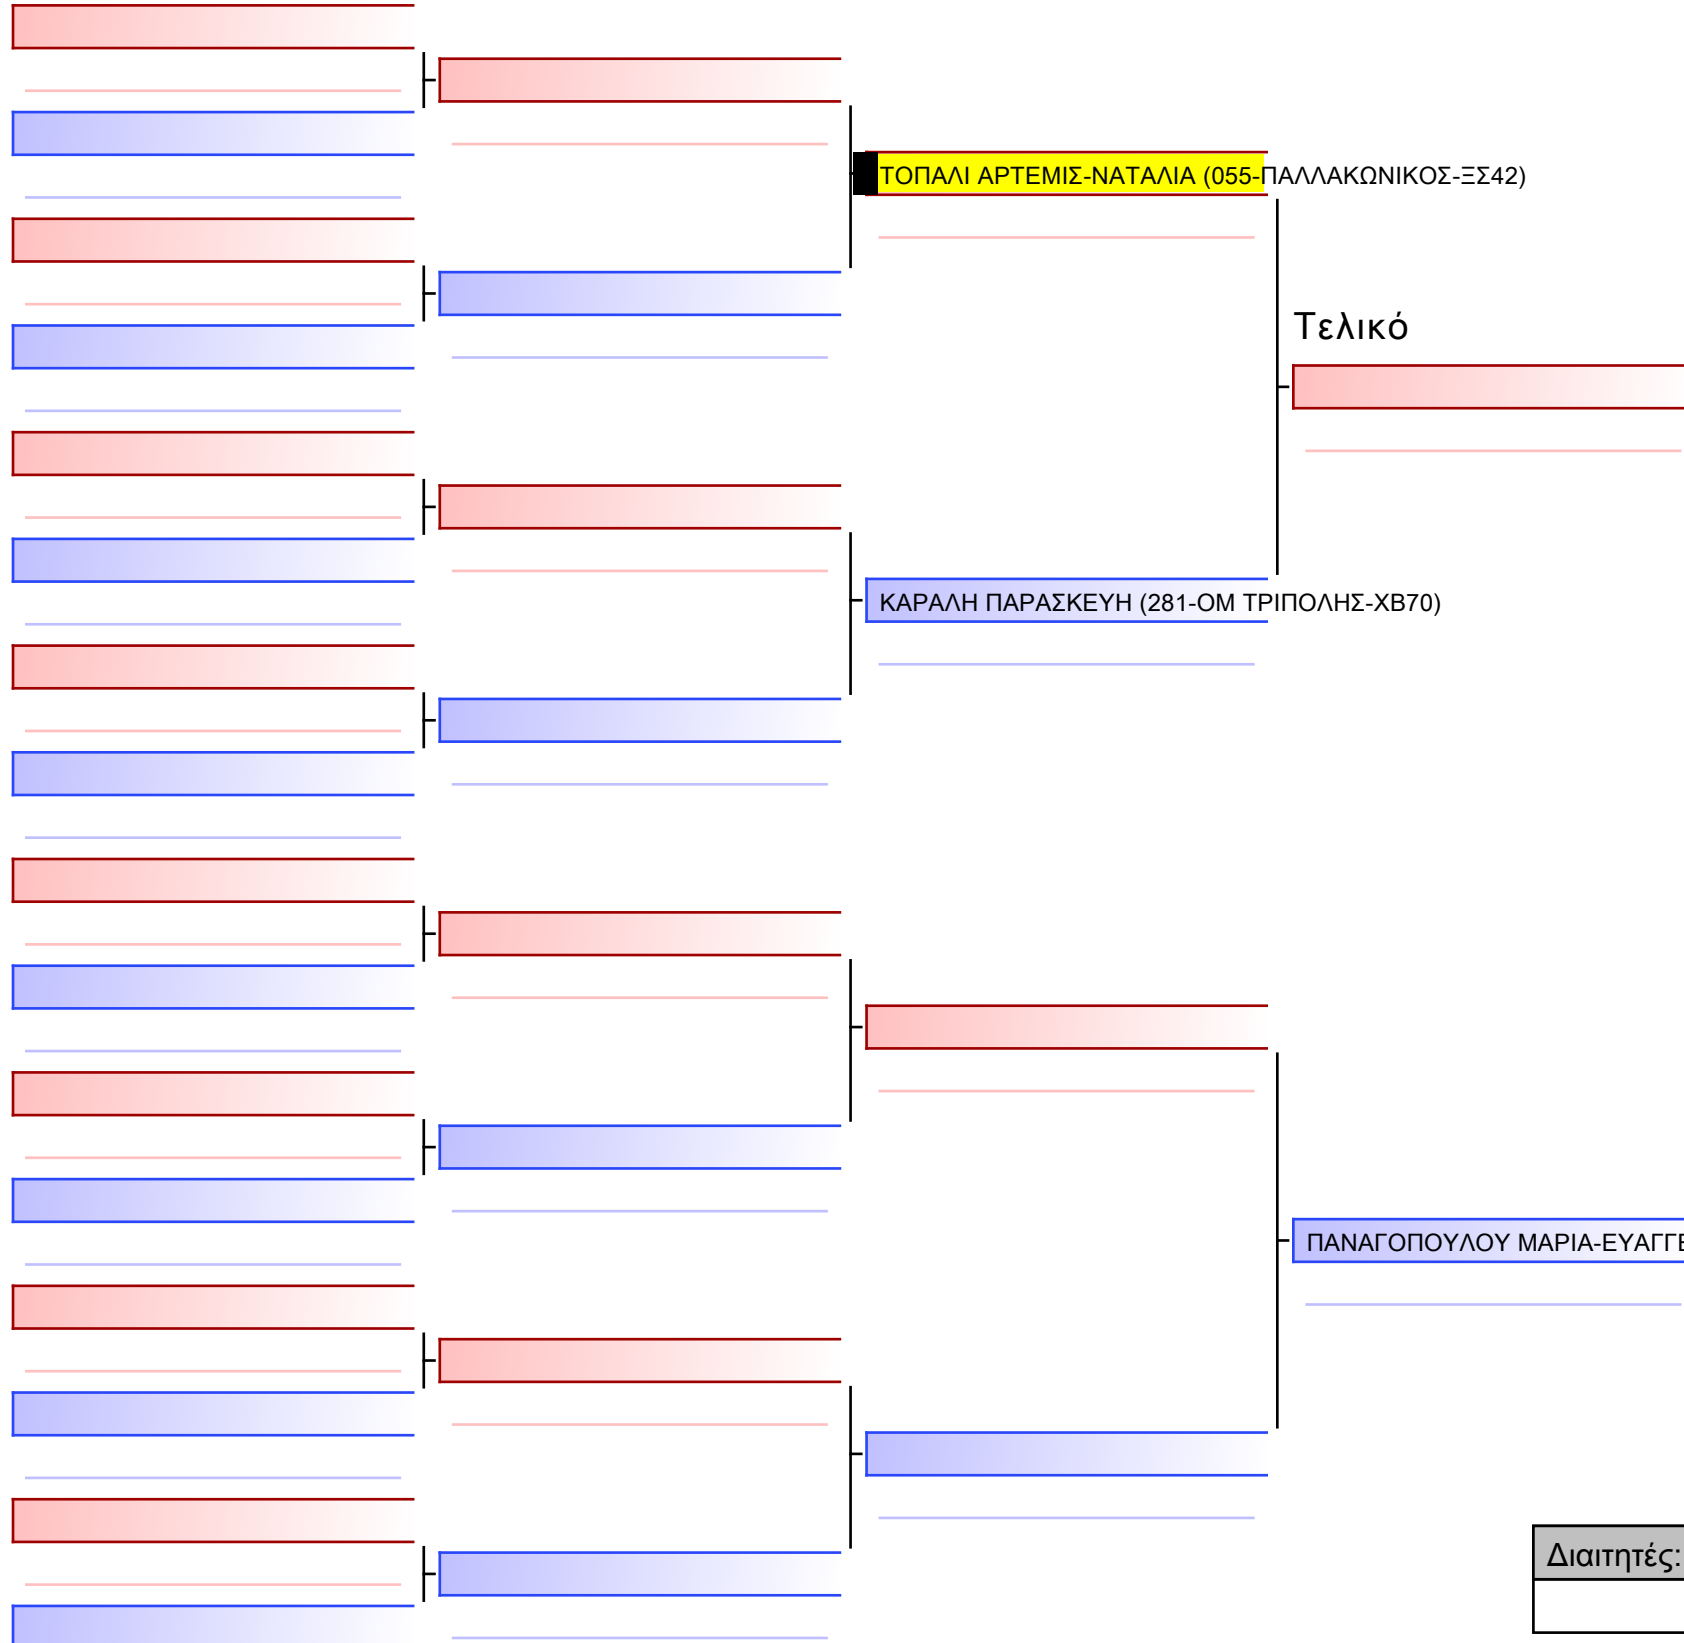 ΤΟΠΑΛΙ ΑΡΤΕΜΙΣ-ΝΑΤΑΛΙΑ (055-ΠΑΛΛΑΚΩΝΙΚΟΣ-ΞΣ42)
Τελικό
ΚΑΡΑΛΗ ΠΑΡΑΣΚΕΥΗ (281-ΟΜ ΤΡΙΠΟΛΗΣ-ΧΒ70)
ΠΑΝΑΓΟΠΟΥΛΟΥ ΜΑΡΙΑ-ΕΥΑΓΓΕ
Διαιτητές: